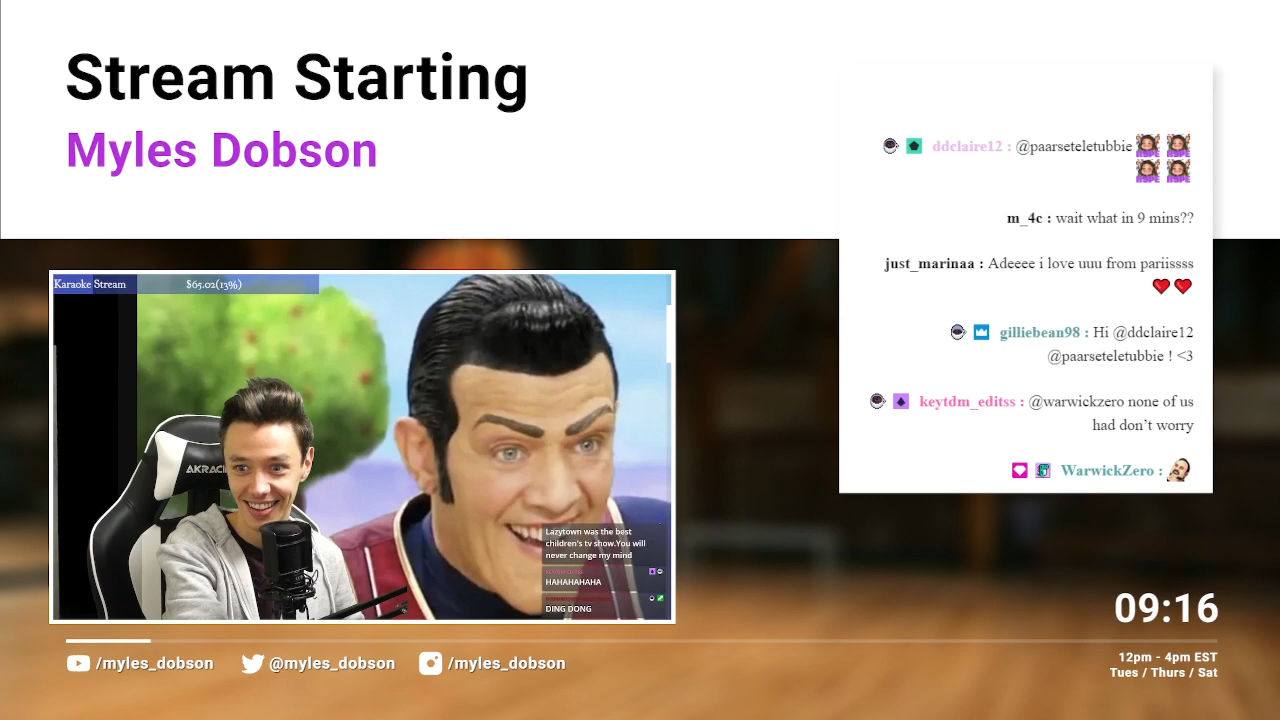 Stream Starting
Myles Dobson
ddclaire12 : @paarseteletubbie
m_4c : wait what in 9 mins??
just_marinaa : Adeeee i love uuu from pariissss
gilliebean98 : Hi @ddclaire12
@paarseteletubbie ! <3
keytdm_editss : @warwickzero none of us
had don't worry
WarwickZero :
Karaoke Stream $65.02(13%)
AKRACI
Lazytown was the best
children's tv show.You will
never change my mind
HAHAHAHAHA
DING DONG
09:16
/myles_dobson @myles_dobson /myles_dobson
12pm - 4pm EST
Tues / Thurs / Sat